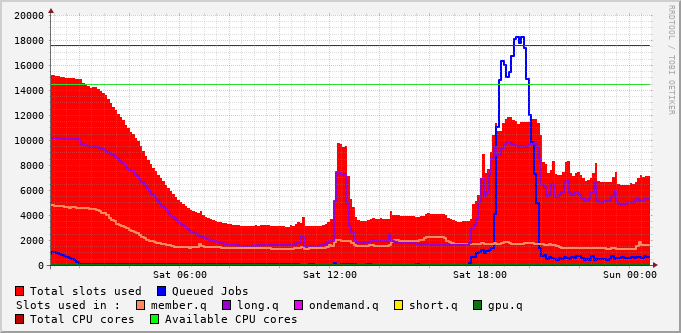 20000
18000
16000
14000
12000
10000
8000
6000
4000
2000
0
Sat 06:00 Sat 12:00 Sat 18:00 Sun 00:00
RRDTOOL / TOBI OETIKER
Total slots used Queued Jobs
Slots used in : member.q long.q ondemand.q short.q gpu.q
Total CPU cores Available CPU cores